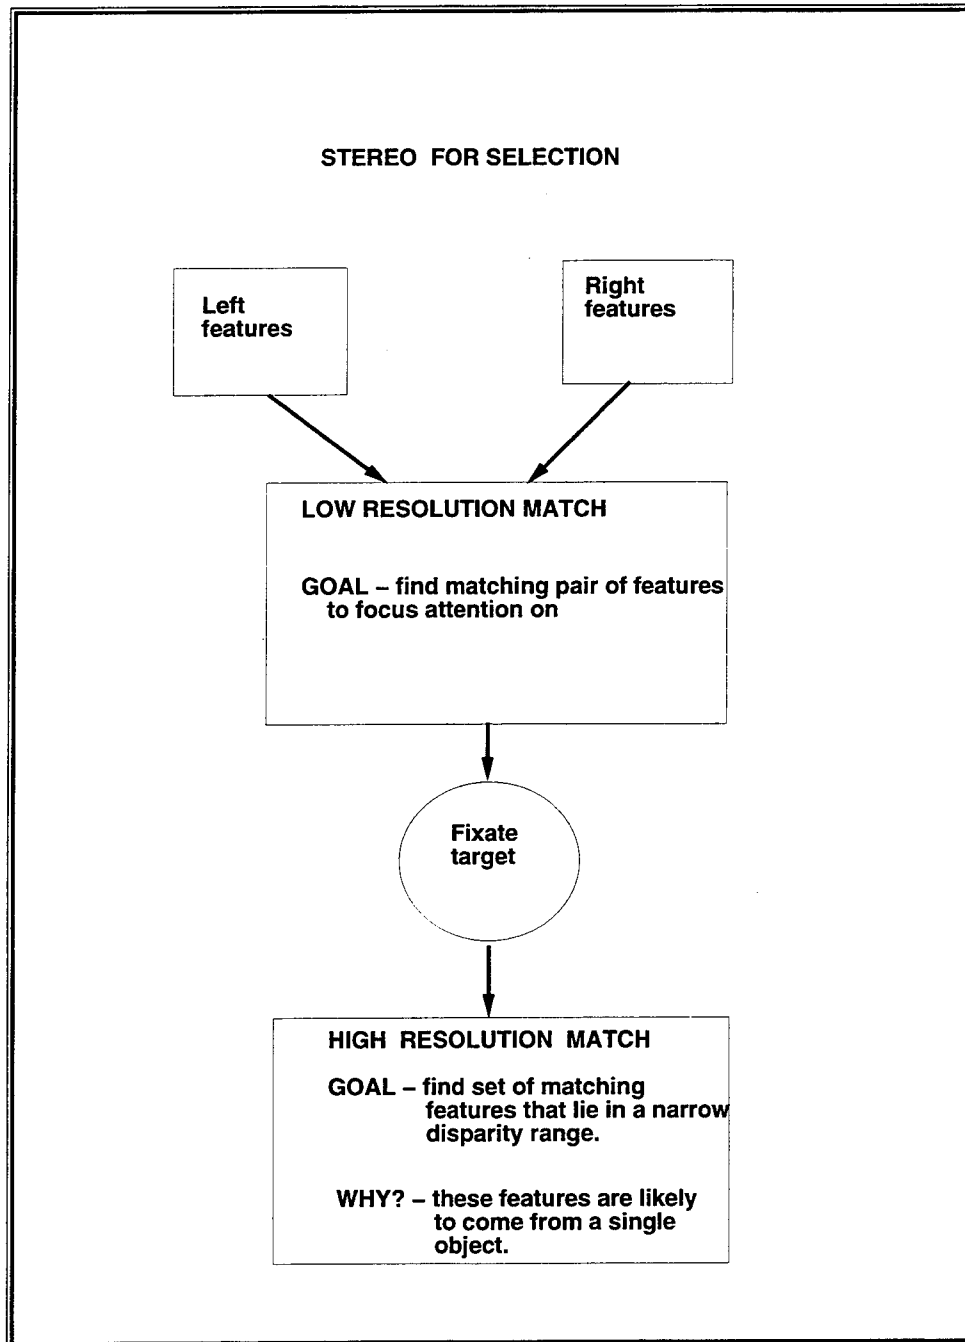 STEREO FOR SELECTION
Left
features
Right
features
LOW RESOLUTION MATCH
GOAL – find matching pair of features
to focus attention on
Fixate
target
HIGH RESOLUTION MATCH
GOAL – find set of matching
features that lie in a narrow
disparity range.
WHY? – these features are likely
to come from a single
object.